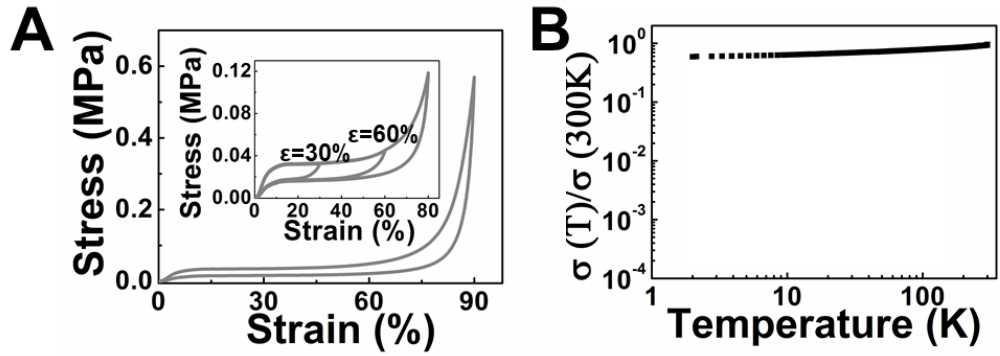 A
Stress (MPa)
0.6
0.4
0.2
0.0
0 30 60 90
Strain (%)
Stress (MPa)
0.12
0.08
0.04
0.00
ε=30%
ε=60%
0 20 40 60 80
Strain (%)
B
σ (T)/σ (300K)
10⁰
10⁻¹
10⁻²
10⁻³
10⁻⁴
1 10 100
Temperature (K)